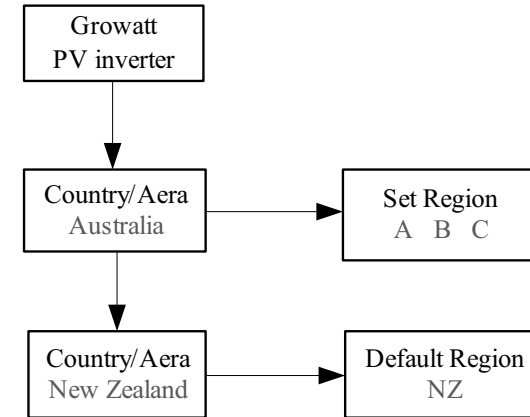 Growatt
PV inverter
Country/Aera
Australia
Set Region
A B C
Country/Aera
New Zealand
Default Region
NZ